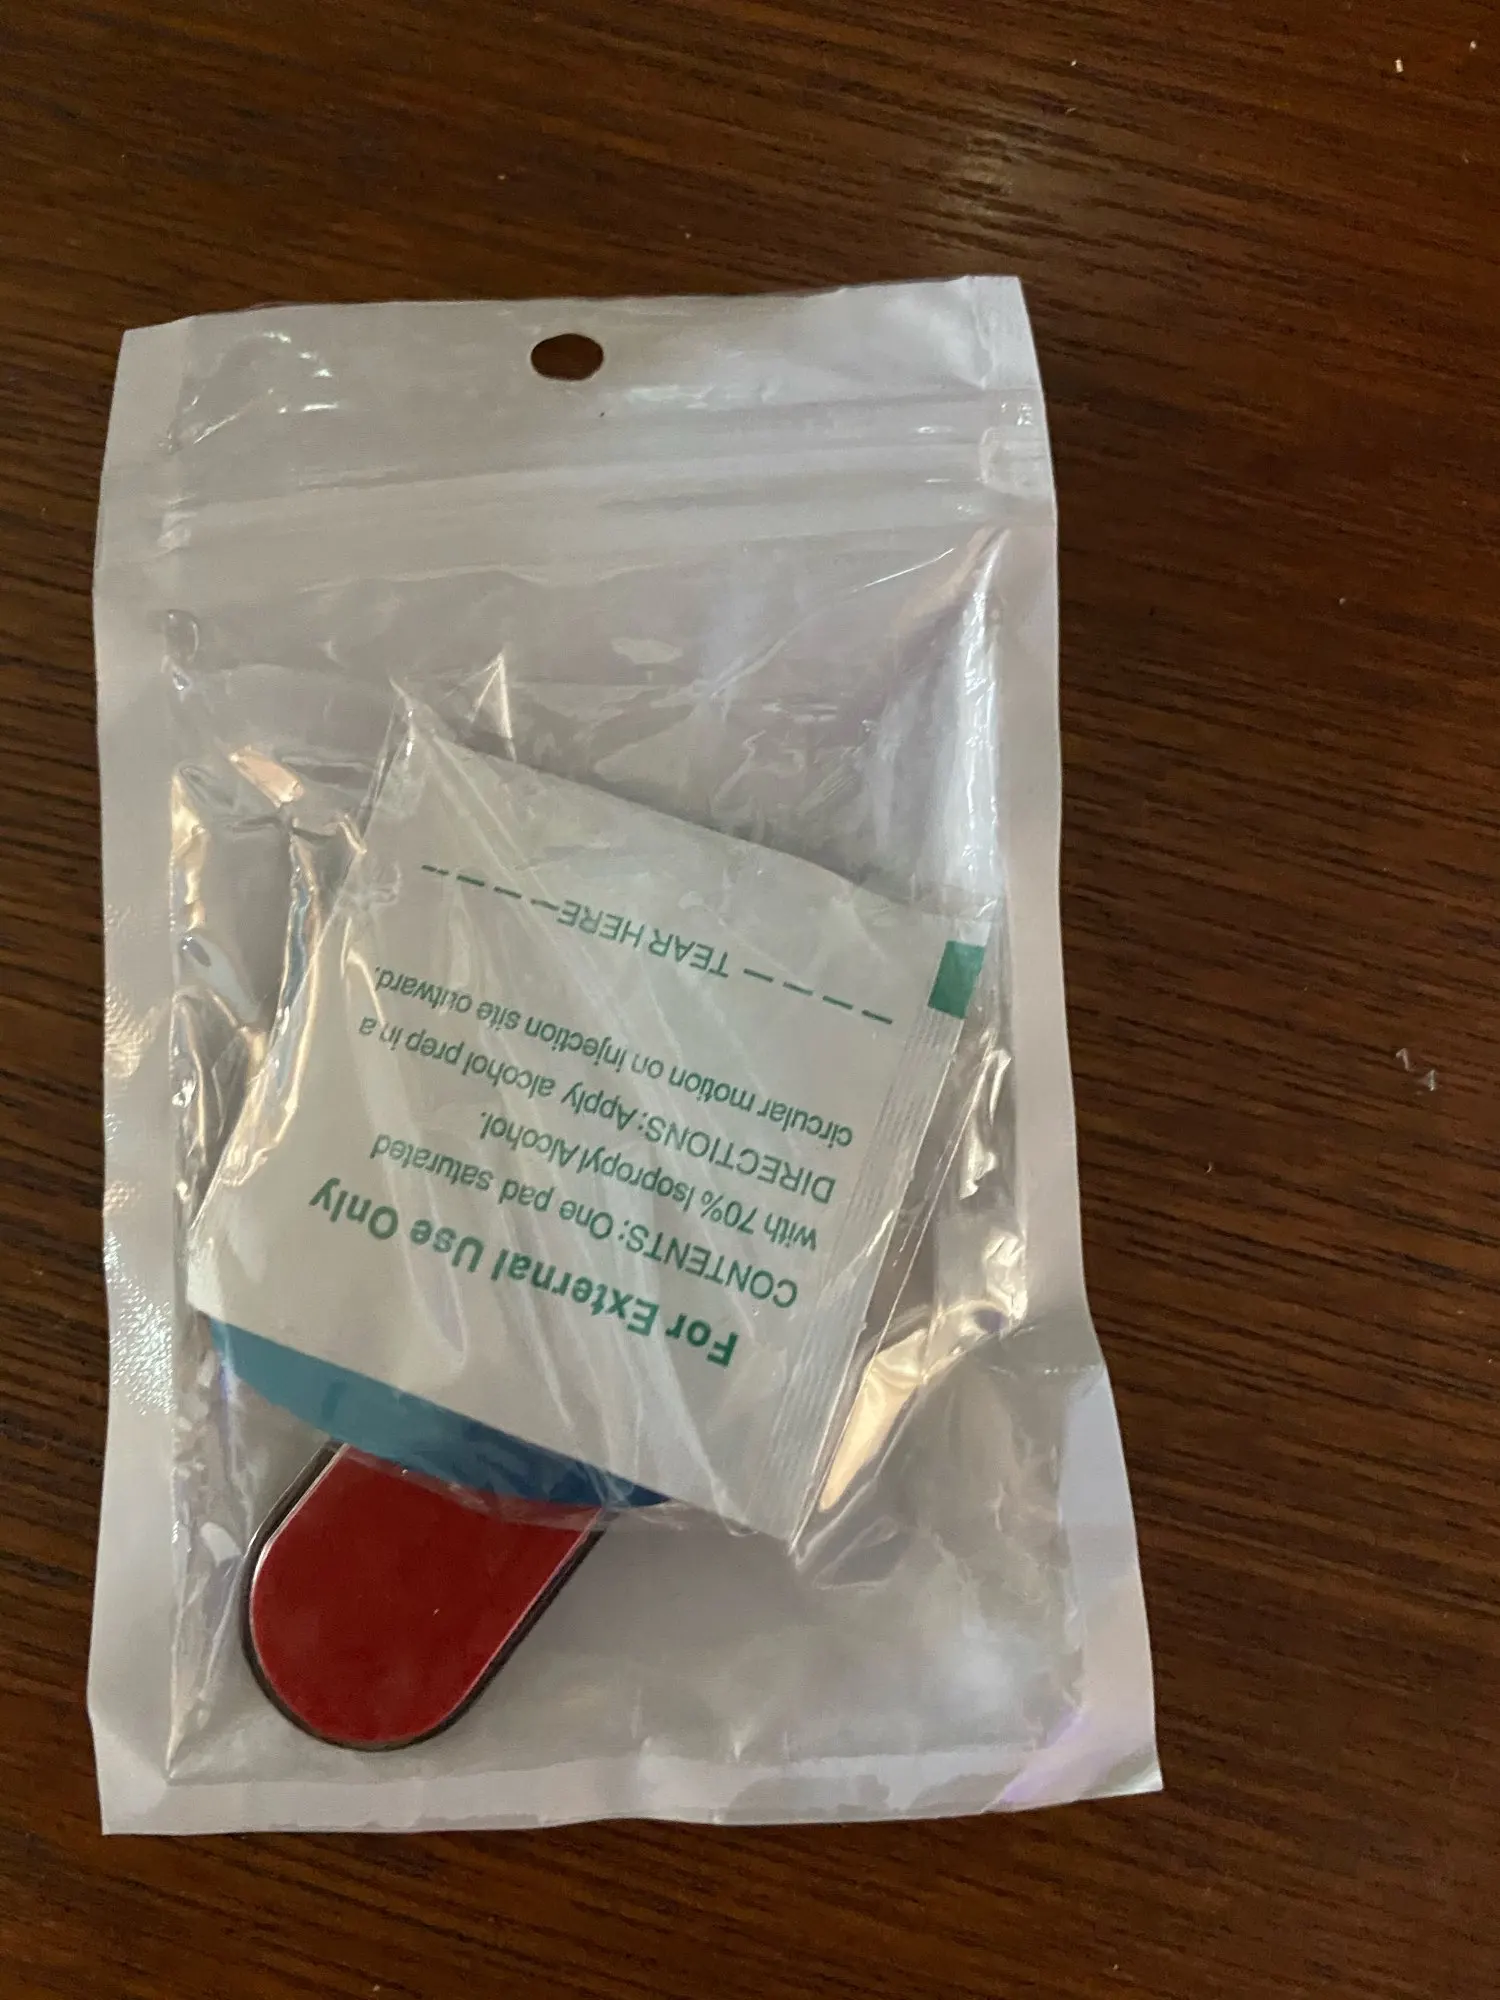 For External Use Only
CONTENTS: One pad saturated
with 70% Isopropyl Alcohol.
DIRECTIONS: Apply alcohol prep in a
circular motion on injection site outward.
— — — — TEAR HERE — — — — –